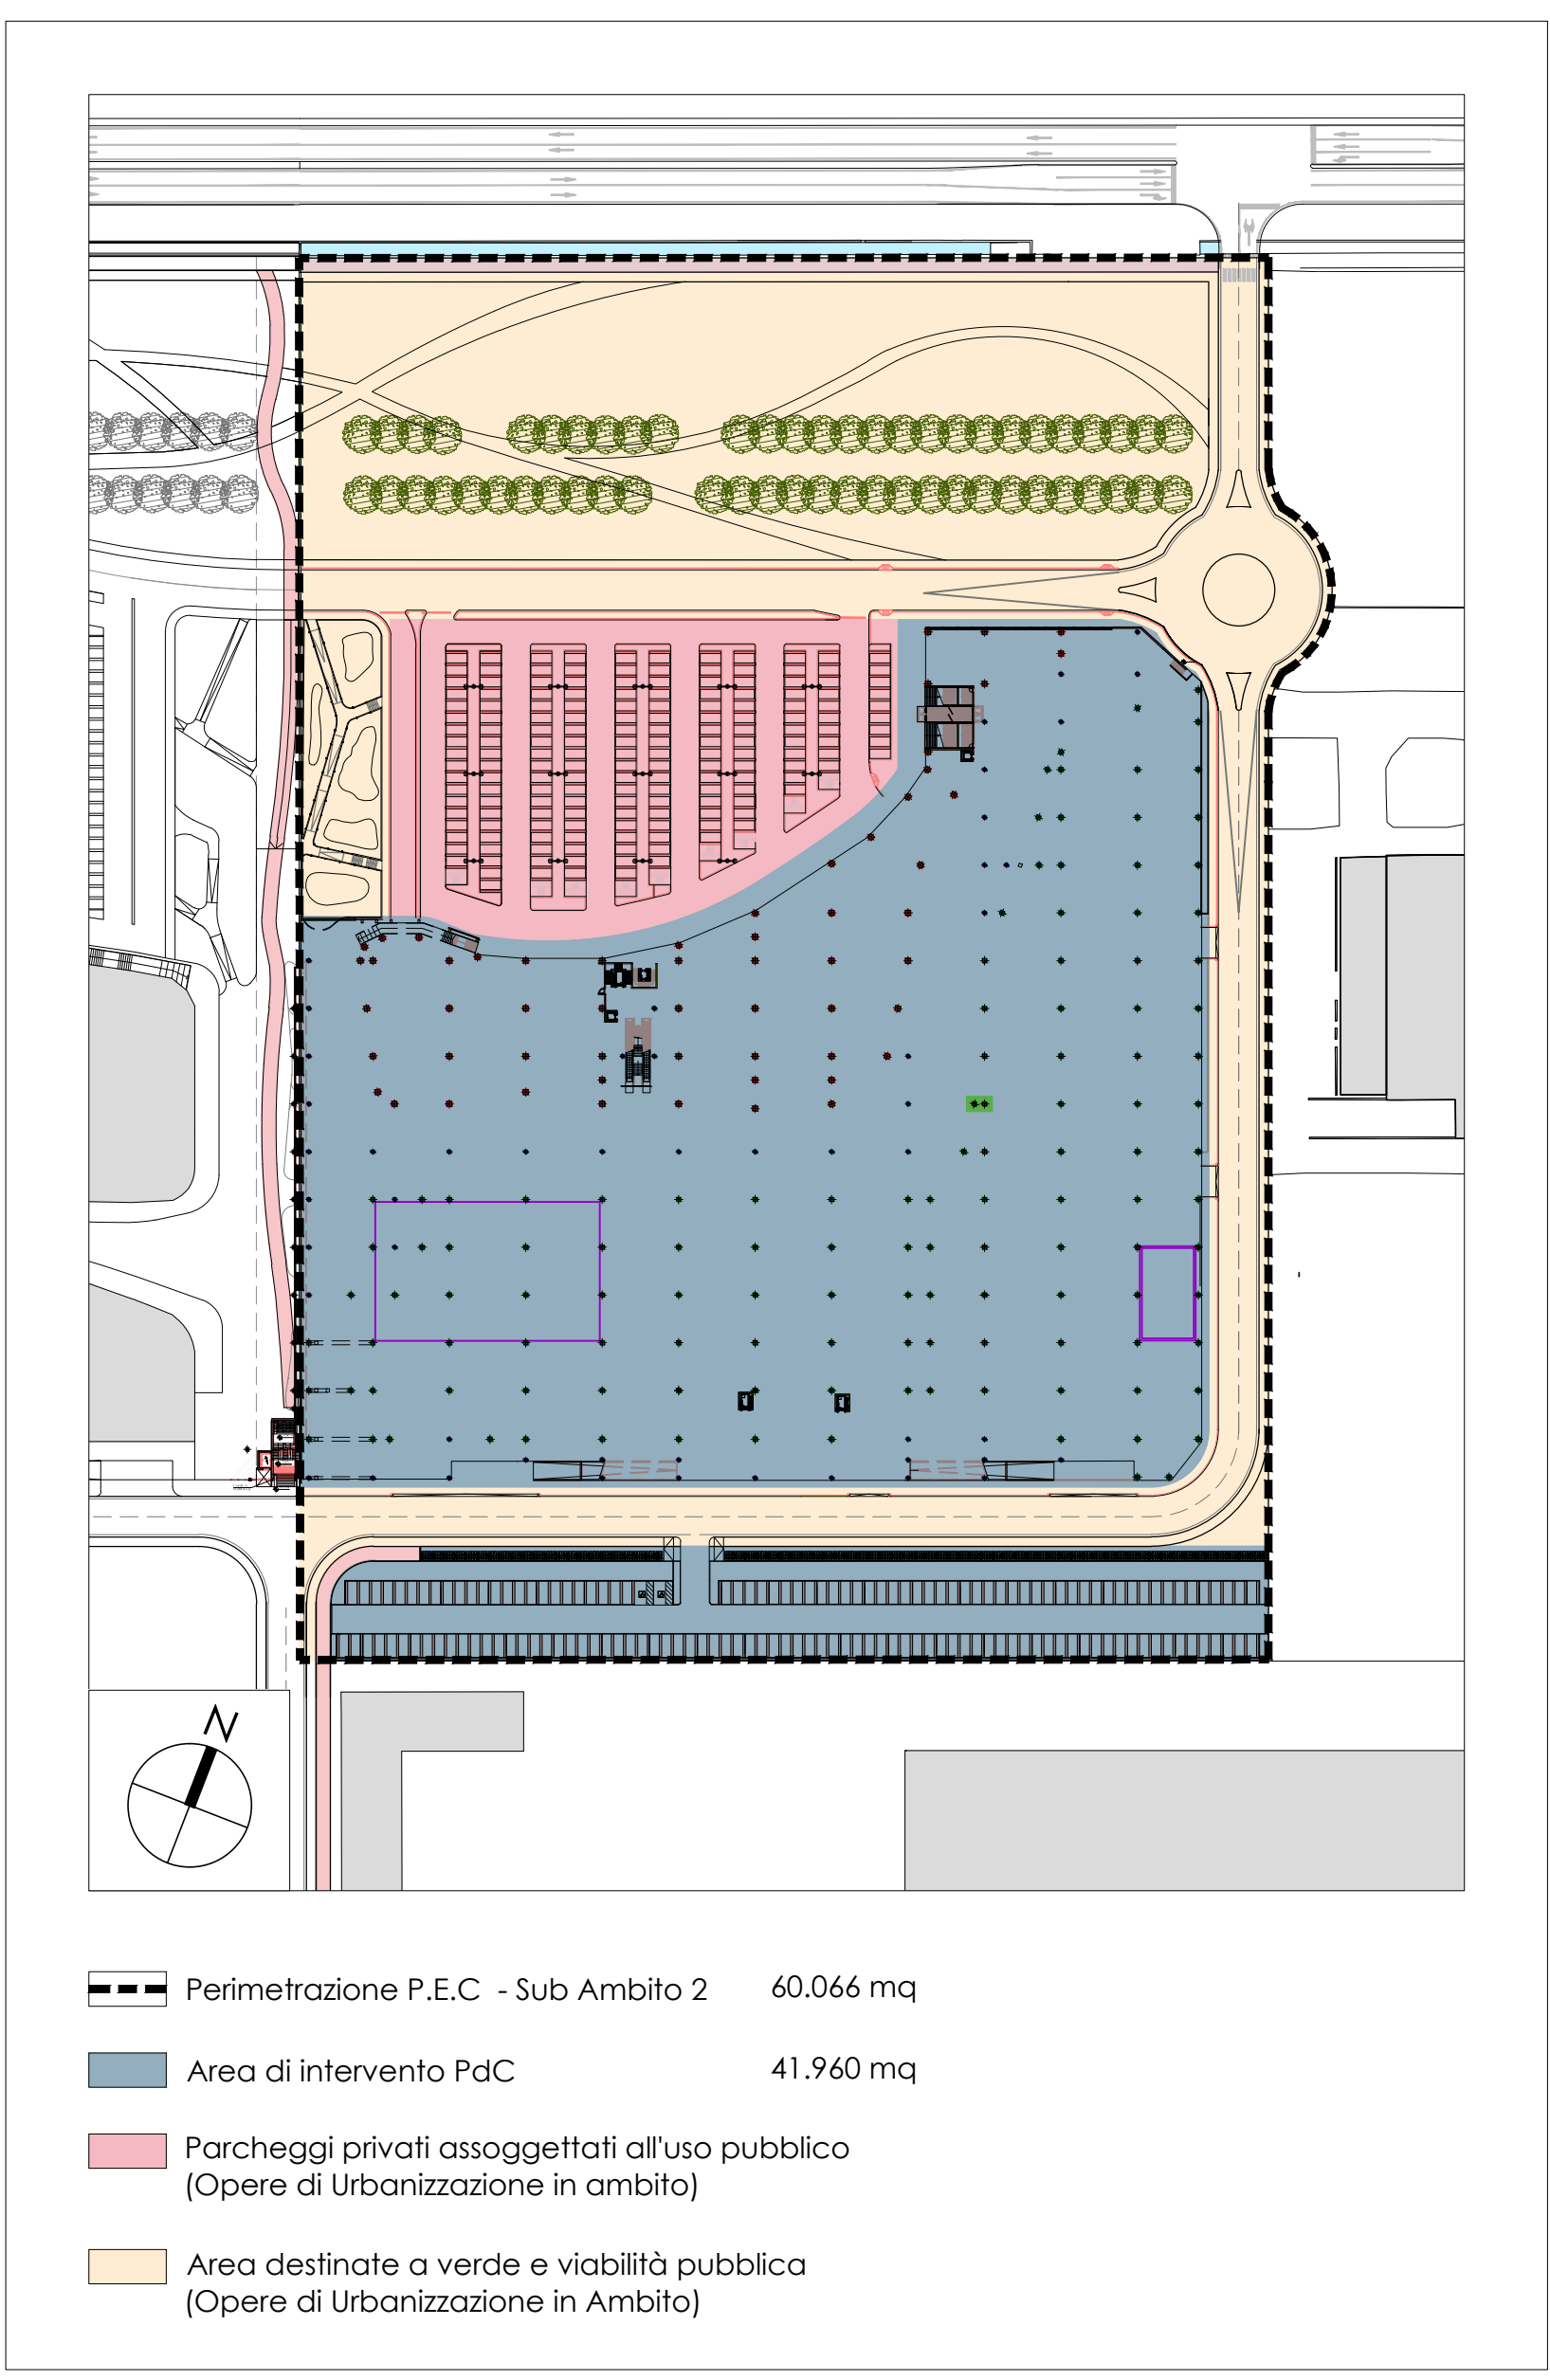 N
Perimetrazione P.E.C - Sub Ambito 2 60.066 mq
Area di intervento PdC 41.960 mq
Parcheggi privati assoggettati all'uso pubblico
(Opere di Urbanizzazione in ambito)
Area destinate a verde e viabilità pubblica
(Opere di Urbanizzazione in Ambito)